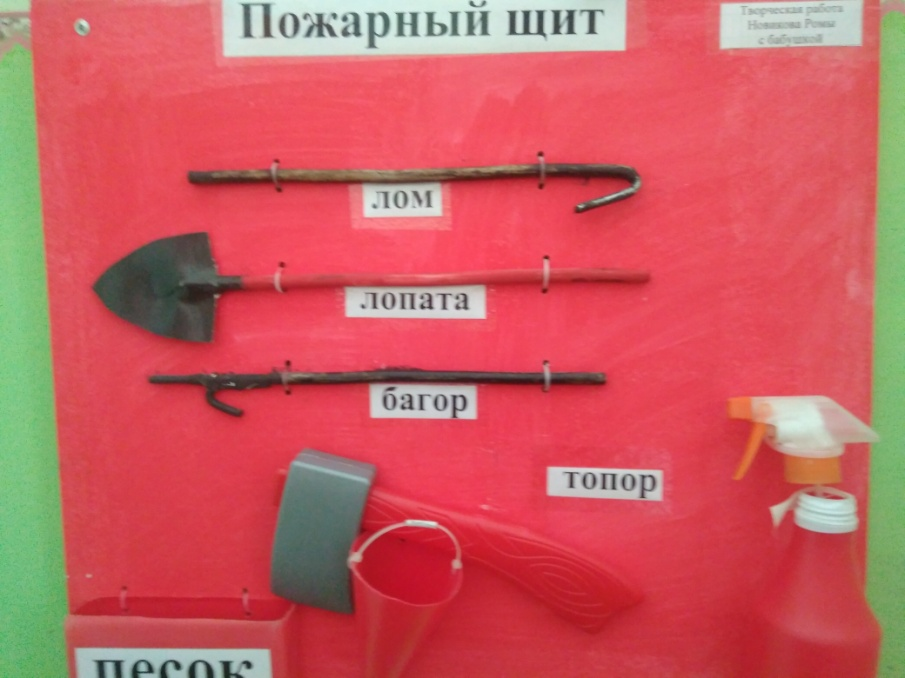 Пожарный щит
Творческая работа
Новикова Ромы
с бабушкой
лом
лопата
багор
топор
песок